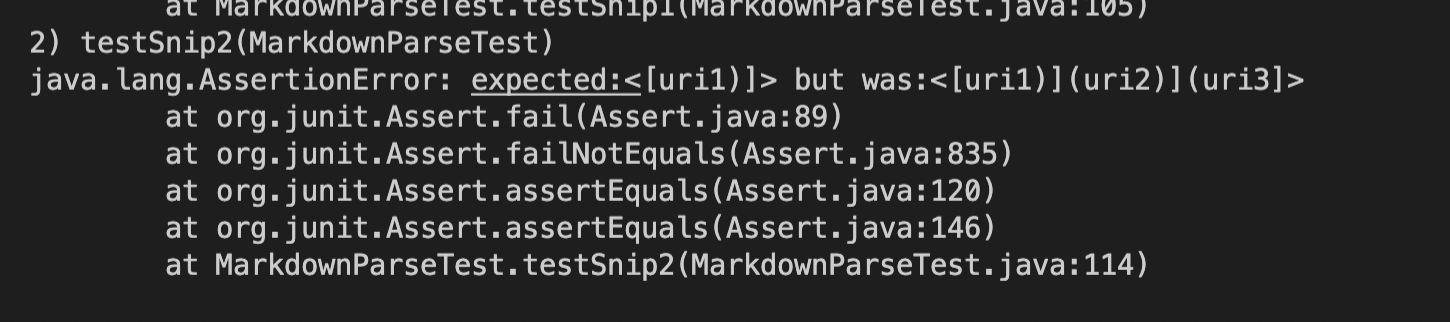 at MarkdownParseTest.testSnip1(MarkdownParseTest.java:105)
2) testSnip2(MarkdownParseTest)
java.lang.AssertionError: expected:<[uri1)]> but was:<[uri1)](uri2)](uri3]>
at org.junit.Assert.fail(Assert.java:89)
at org.junit.Assert.failNotEquals(Assert.java:835)
at org.junit.Assert.assertEquals(Assert.java:120)
at org.junit.Assert.assertEquals(Assert.java:146)
at MarkdownParseTest.testSnip2(MarkdownParseTest.java:114)